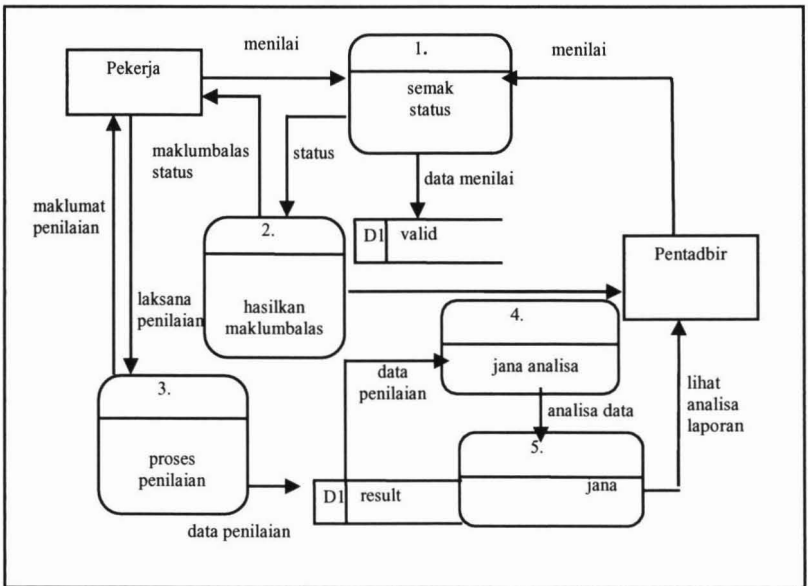 menilai
1.
menilai
Pekerja
semak
status
maklumbalas
status
status
data menilai
maklumat
penilaian
2.
D1 valid
Pentadbir
laksana
penilaian
hasilkan
maklumbalas
4.
jana analisa
data
penilaian
lihat
analisa
laporan
3.
analisa data
5.
proses
penilaian
D1 result
jana
data penilaian